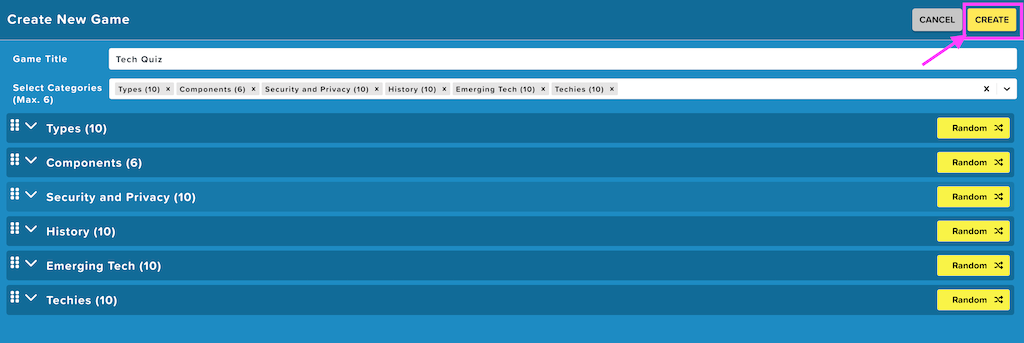 Create New Game
CANCEL
CREATE
Game Title
Tech Quiz
Select Categories
(Max. 6)
Types (10) × Components (6) × Security and Privacy (10) × History (10) × Emerging Tech (10) × Techies (10) ×
Types (10)
Random
Components (6)
Random
Security and Privacy (10)
Random
History (10)
Random
Emerging Tech (10)
Random
Techies (10)
Random